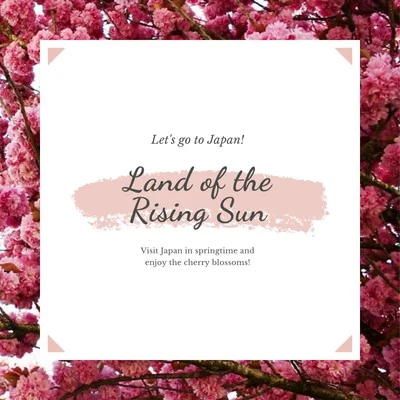 Let's go to Japan!
Land of the
Rising Sun
Visit Japan in springtime and
enjoy the cherry blossoms!